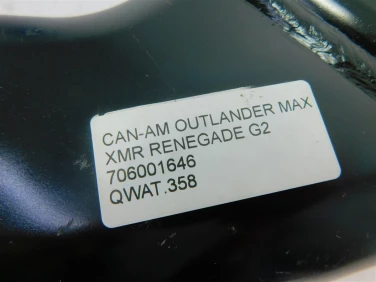 CAN-AM OUTLANDER MAX
XMR RENEGADE G2
706001646
QWAT.358